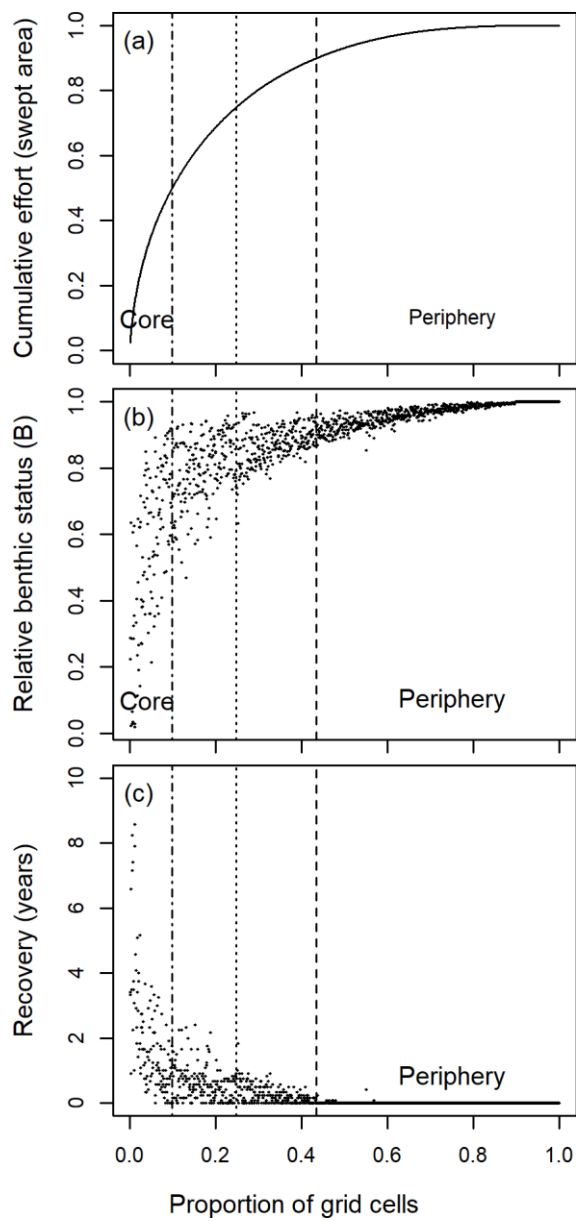 (a)
Cumulative effort (swept area)
0.0 0.2 0.4 0.6 0.8 1.0
Core
Periphery
(b)
Relative benthic status (B)
0.0 0.2 0.4 0.6 0.8 1.0
Core
Periphery
(c)
Recovery (years)
0 2 4 6 8 10
Periphery
0.0 0.2 0.4 0.6 0.8 1.0
Proportion of grid cells